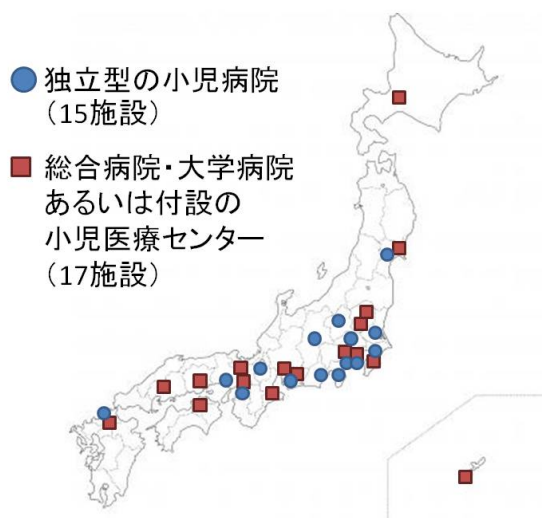 独立型の小児病院
（15施設）
総合病院・大学病院
あるいは付設の
小児医療センター
（17施設）